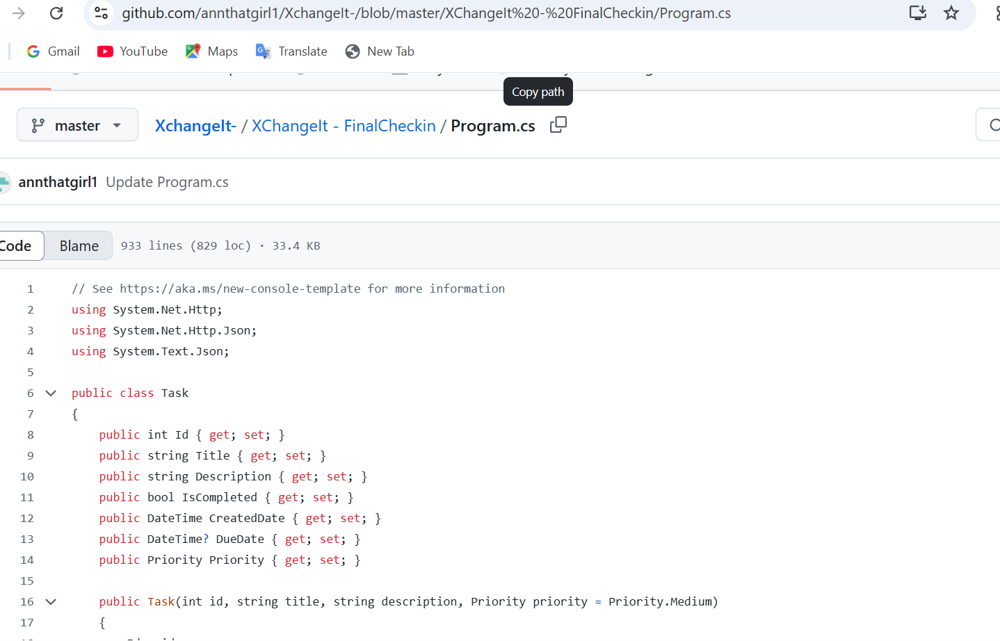 github.com/annthatgirl1/XchangeIt-/blob/master/XChangeIt%20-%20FinalCheckin/Program.cs
Gmail YouTube Maps Translate New Tab
Copy path
master XchangeIt- / XChangeIt - FinalCheckin / Program.cs
annthatgirl1 Update Program.cs
Code Blame 933 lines (829 loc) · 33.4 KB
1 // See https://aka.ms/new-console-template for more information
2 using System.Net.Http;
3 using System.Net.Http.Json;
4 using System.Text.Json;
5
6 public class Task
7 {
8 public int Id { get; set; }
9 public string Title { get; set; }
10 public string Description { get; set; }
11 public bool IsCompleted { get; set; }
12 public DateTime CreatedDate { get; set; }
13 public DateTime? DueDate { get; set; }
14 public Priority Priority { get; set; }
15
16 public Task(int id, string title, string description, Priority priority = Priority.Medium)
17 {